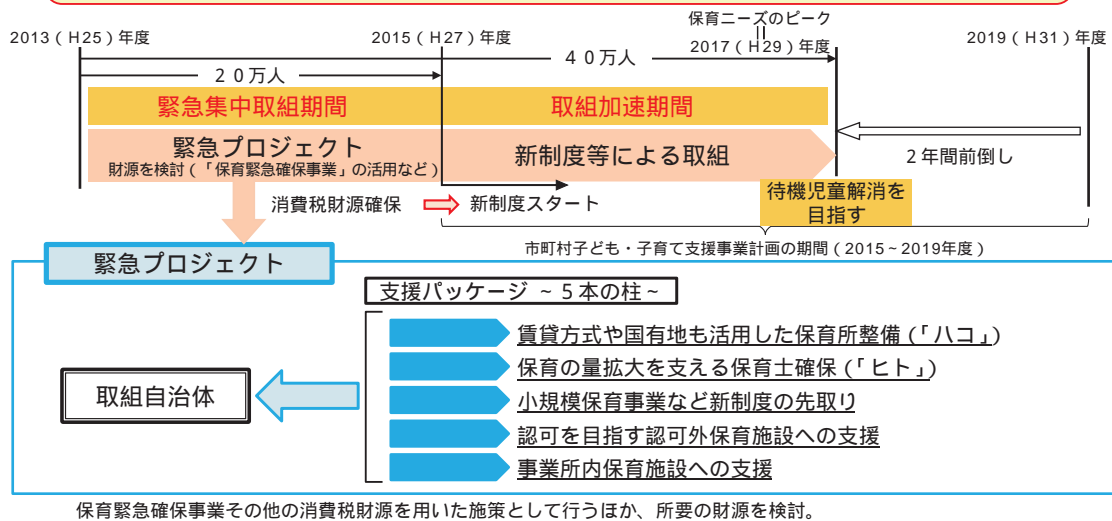 保育ニーズのピーク
2013(H25)年度
2015(H27)年度
2017(H29)年度
2019(H31)年度
40万人
20万人
緊急集中取組期間
取組加速期間
緊急プロジェクト
財源を検討(「保育緊急確保事業」の活用など)
新制度等による取組
2年間前倒し
消費税財源確保
新制度スタート
待機児童解消を
目指す
市町村子ども・子育て支援事業計画の期間(2015~2019年度)
緊急プロジェクト
支援パッケージ ~5本の柱~
賃貸方式や国有地も活用した保育所整備(「ハコ」)
保育の量拡大を支える保育士確保(「ヒト」)
小規模保育事業など新制度の先取り
認可を目指す認可外保育施設への支援
事業所内保育施設への支援
取組自治体
保育緊急確保事業その他の消費税財源を用いた施策として行うほか、所要の財源を検討。